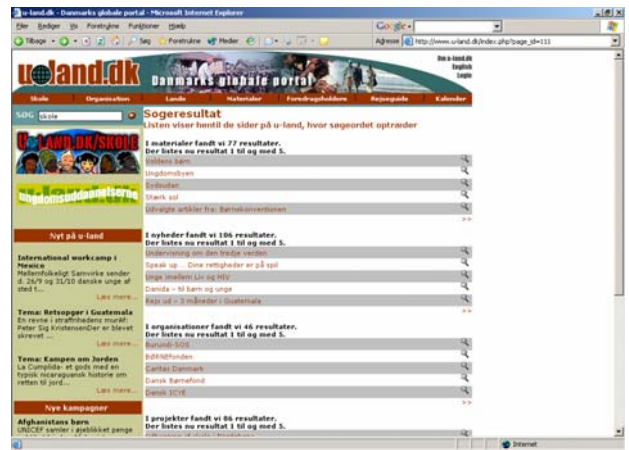 u-land.dk - Danmarks globale portal - Microsoft Internet Explorer
Filer Rediger Vis Foretrukne Funktioner Hjælp
Google
Tilbage
Søg Foretrukne Medier
Adresse http://www.u-land.dk/index.php?page_id=111
u-land.dk
Danmarks globale portal
Om u-land.dk
English
Login
Skole Organisation Lande Materialer Foredragsholdere Rejseguide Kalender
SØG skole
U-LAND.DK/SKOLE
ungdomsuddannelserne
Nyt på u-land
International workcamp i
Mexico
Mellemfolkeligt Samvirke sender
d. 26/9 og 31/10 danske unge af
sted t...
Læs mere...
Tema: Retsopgør i Guatemala
En revne i straffrihedens murAf:
Peter Sig KristensenDer er blevet
skrevet ...
Læs mere...
Tema: Kampen om Jorden
La Cumplida- et gods med en
typisk nicaraguansk historie om
retten til jord...
Læs mere...
Nye kampagner
Afghanistans børn
UNICEF samler i øjeblikket penge
Søgeresultat
Listen viser hentil de sider på u-land, hvor søgeordet optræder
I materialer fandt vi 77 resultater.
Der listes nu resultat 1 til og med 5.
Voldens børn
Ungdomsbyen
Sydsudan
Stærk sol
Udvalgte artikler fra: Børnekonventionen
>>
I nyheder fandt vi 106 resultater.
Der listes nu resultat 1 til og med 5.
Undervisning om den tredje verden
Speak up... Dine rettigheder er på spil
Unge imellem Liv og HIV
Danida - til børn og unge
Rejs ud - 3 måneder i Guatemala
>>
I organisationer fandt vi 46 resultater.
Der listes nu resultat 1 til og med 5.
Burundi-SOS
BØRNEfonden
Caritas Danmark
Dansk Børnefond
Dansk ICYE
>>
I projekter fandt vi 86 resultater.
Der listes nu resultat 1 til og med 5.
Internet